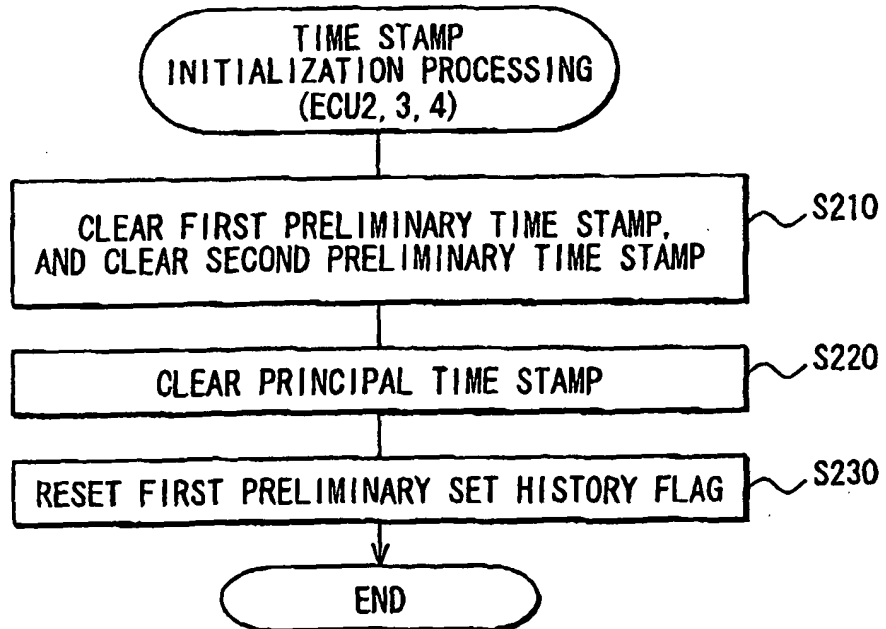 TIME STAMP
INITIALIZATION PROCESSING
(ECU2, 3, 4)
CLEAR FIRST PRELIMINARY TIME STAMP,
AND CLEAR SECOND PRELIMINARY TIME STAMP
S210
CLEAR PRINCIPAL TIME STAMP
S220
RESET FIRST PRELIMINARY SET HISTORY FLAG
S230
END